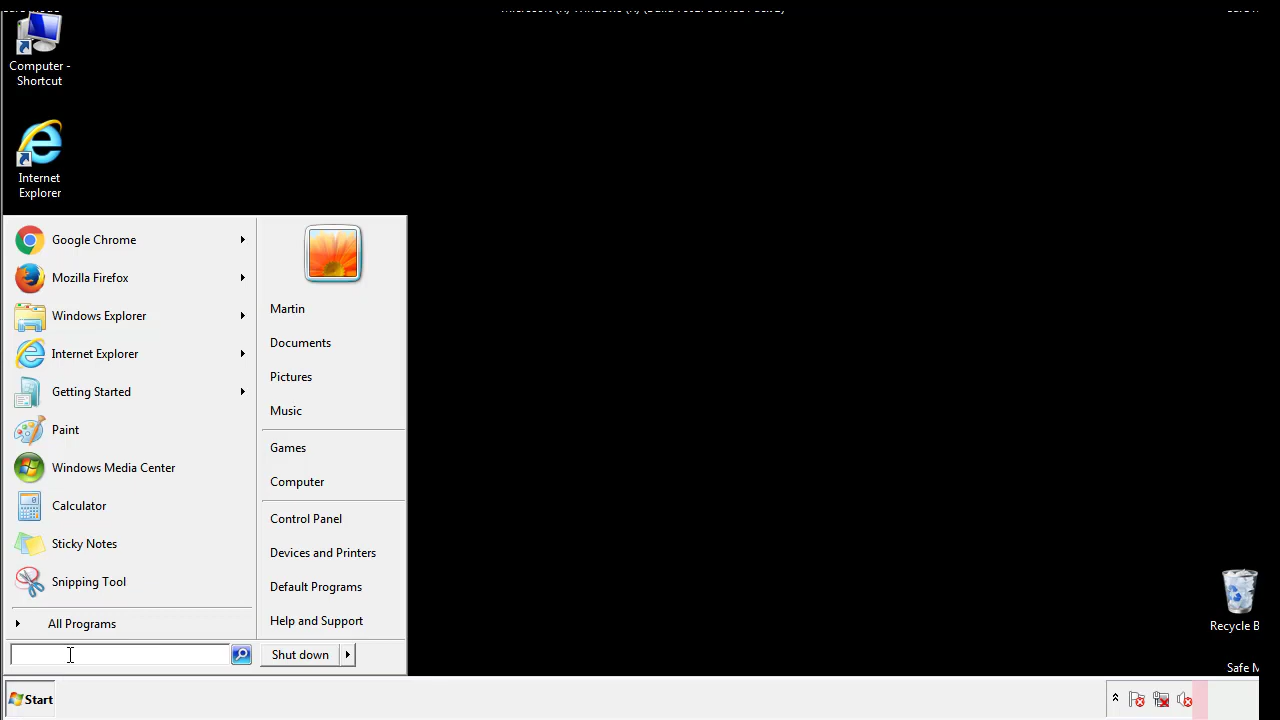 Computer -
Shortcut
Internet
Explorer
Google Chrome
Mozilla Firefox
Windows Explorer
Internet Explorer
Getting Started
Paint
Windows Media Center
Calculator
Sticky Notes
Snipping Tool
All Programs
Martin
Documents
Pictures
Music
Games
Computer
Control Panel
Devices and Printers
Default Programs
Help and Support
Shut down
Recycle B
Safe M
Start